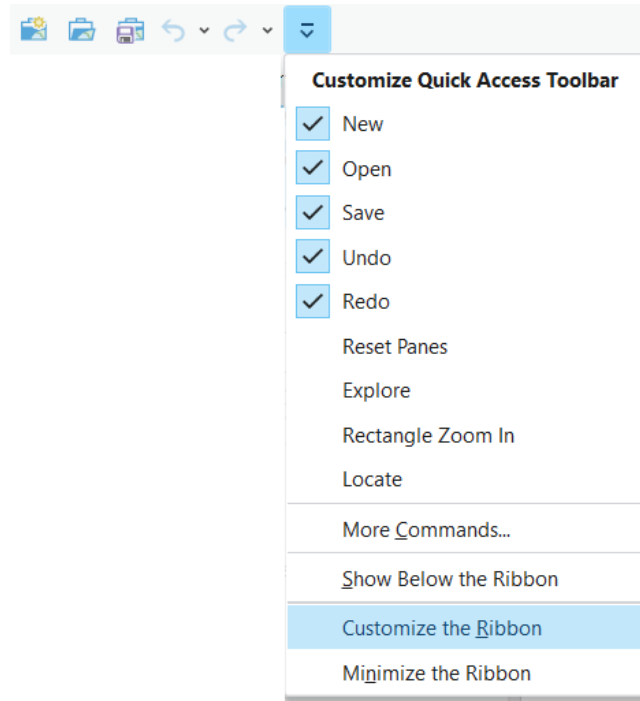 Customize Quick Access Toolbar
New
Open
Save
Undo
Redo
Reset Panes
Explore
Rectangle Zoom In
Locate
More Commands...
Show Below the Ribbon
Customize the Ribbon
Minimize the Ribbon